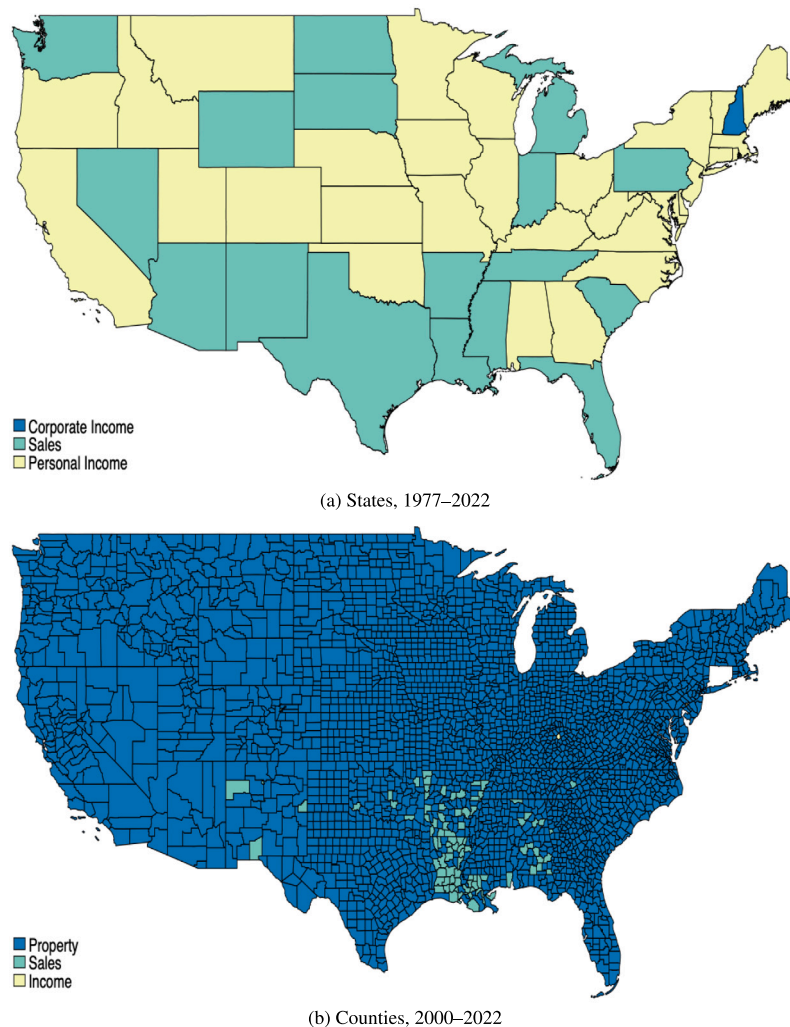 Corporate Income
Sales
Personal Income
(a) States, 1977–2022
Property
Sales
Income
(b) Counties, 2000–2022